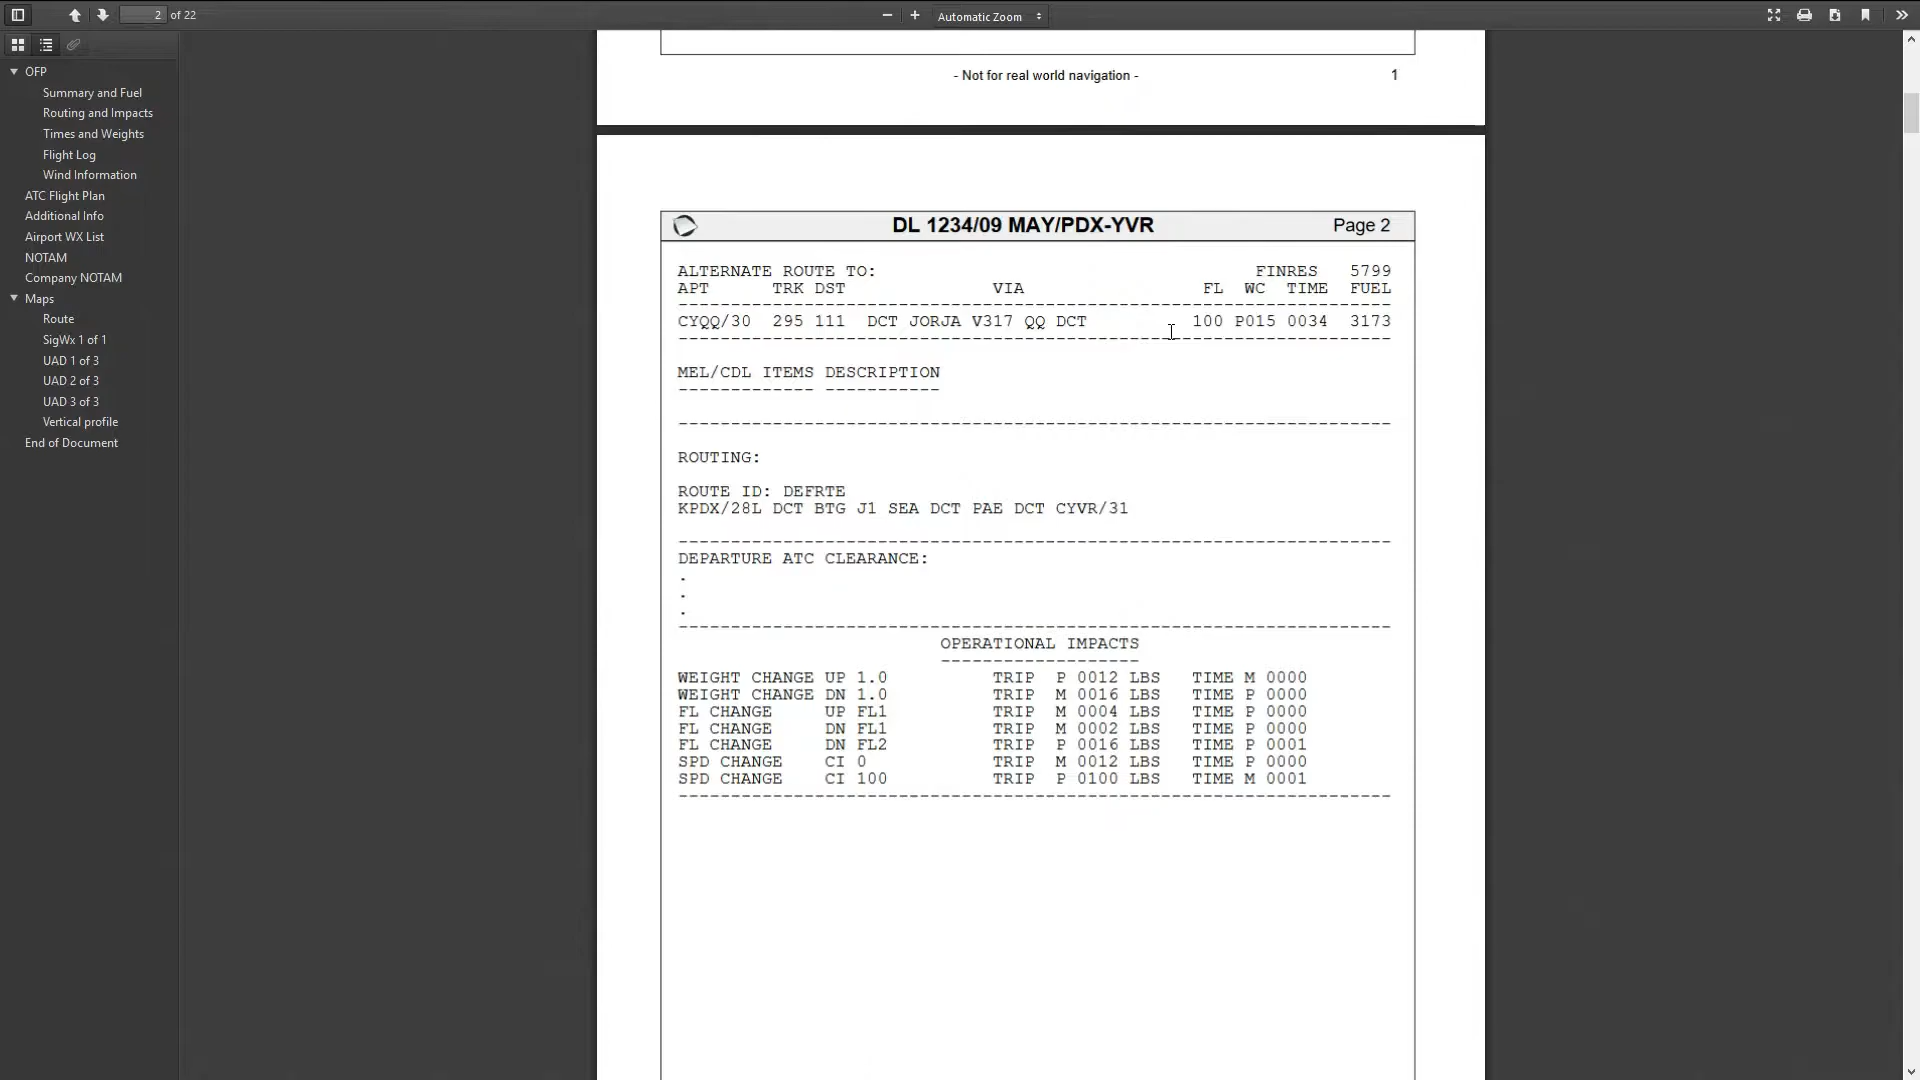 2 of 22
Automatic Zoom
OFP
Summary and Fuel
Routing and Impacts
Times and Weights
Flight Log
Wind Information
ATC Flight Plan
Additional Info
Airport WX List
NOTAM
Company NOTAM
Maps
Route
SigWx 1 of 1
UAD 1 of 3
UAD 2 of 3
UAD 3 of 3
Vertical profile
End of Document
- Not for real world navigation - 1
DL 1234/09 MAY/PDX-YVR Page 2
ALTERNATE ROUTE TO: FINRES 5799
APT TRK DST VIA FL WC TIME FUEL
--------------------------------------------------------------------
CYQQ/30 295 111 DCT JORJA V317 QQ DCT 100 P015 0034 3173
--------------------------------------------------------------------
MEL/CDL ITEMS DESCRIPTION
------------- -----------
--------------------------------------------------------------------
ROUTING:
ROUTE ID: DEFRTE
KPDX/28L DCT BTG J1 SEA DCT PAE DCT CYVR/31
--------------------------------------------------------------------
DEPARTURE ATC CLEARANCE:
.
.
.
--------------------------------------------------------------------
OPERATIONAL IMPACTS
-------------------
WEIGHT CHANGE UP 1.0 TRIP P 0012 LBS TIME M 0000
WEIGHT CHANGE DN 1.0 TRIP M 0016 LBS TIME P 0000
FL CHANGE UP FL1 TRIP M 0004 LBS TIME P 0000
FL CHANGE DN FL1 TRIP M 0002 LBS TIME P 0000
FL CHANGE DN FL2 TRIP P 0016 LBS TIME P 0001
SPD CHANGE CI 0 TRIP M 0012 LBS TIME P 0000
SPD CHANGE CI 100 TRIP P 0100 LBS TIME M 0001
--------------------------------------------------------------------